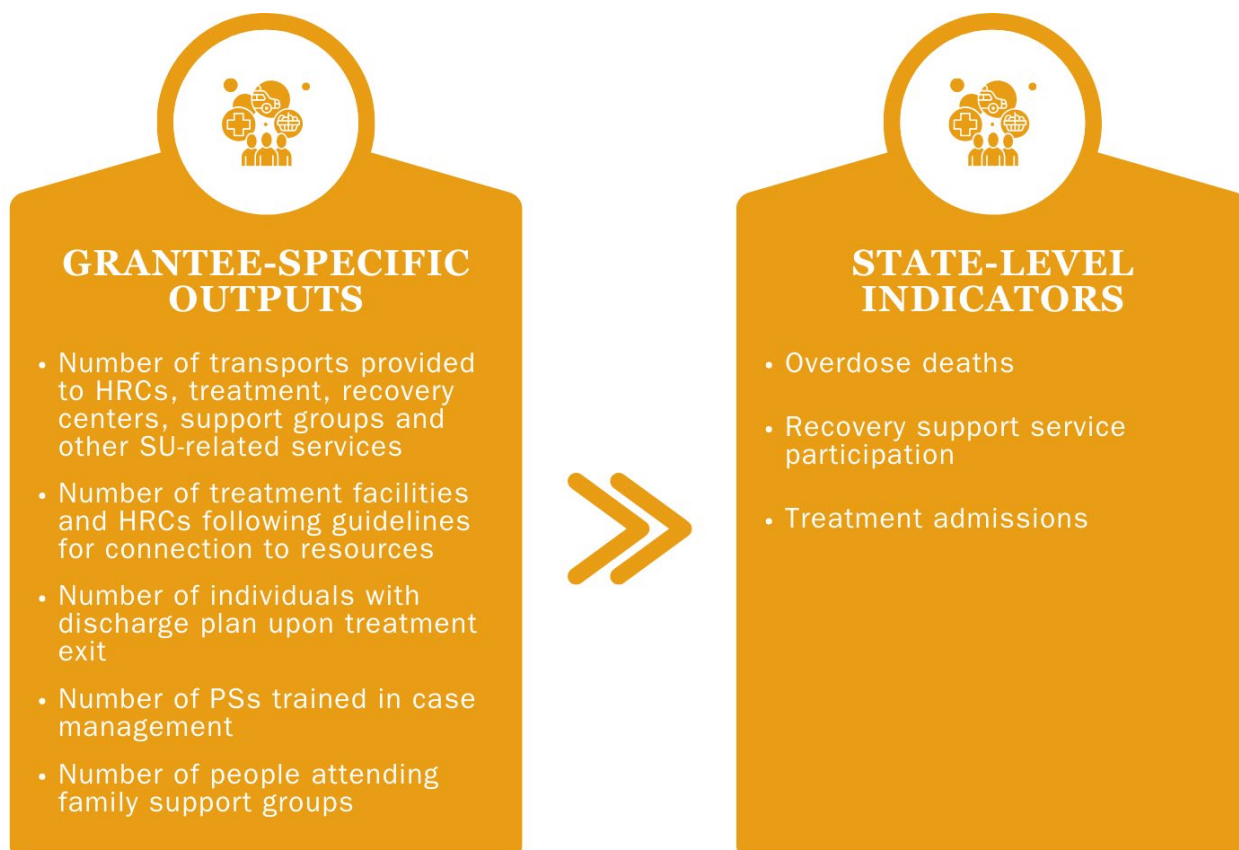 GRANTEE-SPECIFIC
OUTPUTS
• Number of transports provided
to HRCs, treatment, recovery
centers, support groups and
other SU-related services
• Number of treatment facilities
and HRCs following guidelines
for connection to resources
• Number of individuals with
discharge plan upon treatment
exit
• Number of PSs trained in case
management
• Number of people attending
family support groups
STATE-LEVEL
INDICATORS
• Overdose deaths
• Recovery support service
participation
• Treatment admissions